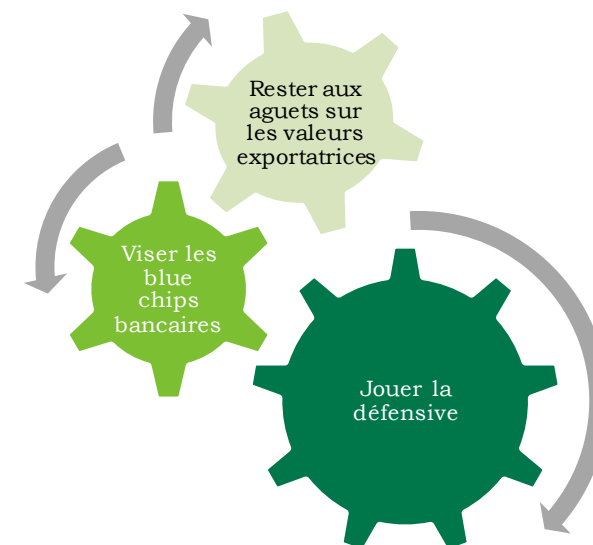 Rester aux
aguets sur
les valeurs
exportatrices
Viser les
blue
chips
bancaires
Jouer la
défensive